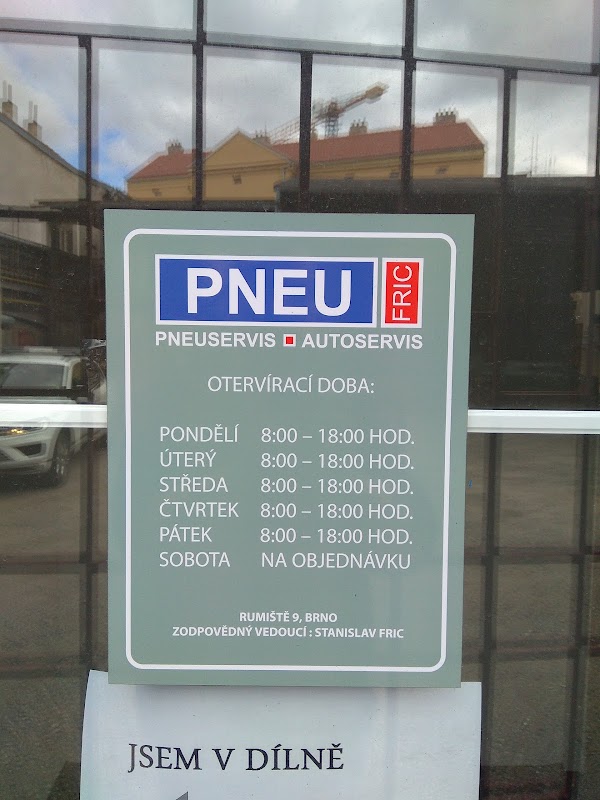 PNEU FRIC
PNEUSERVIS AUTOSERVIS
OTERVÍRACÍ DOBA:
PONDĚLÍ 8:00 – 18:00 HOD.
ÚTERÝ 8:00 – 18:00 HOD.
STŘEDA 8:00 – 18:00 HOD.
ČTVRTEK 8:00 – 18:00 HOD.
PÁTEK 8:00 – 18:00 HOD.
SOBOTA NA OBJEDNÁVKU
RUMIŠTĚ 9, BRNO
ZODPOVĚDNÝ VEDOUCÍ : STANISLAV FRIC
JSEM V DÍLNĚ